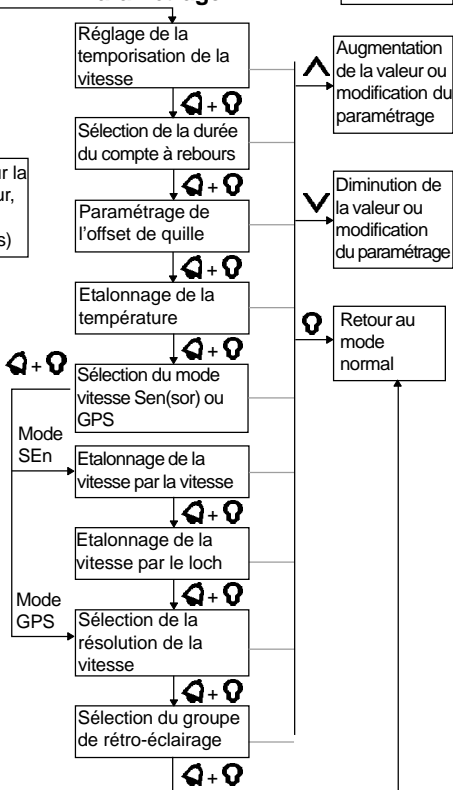 Réglage de la
temporisation de la
vitesse
+
Augmentation
de la valeur ou
modification du
paramétrage
Sélection de la durée
du compte à rebours
+
Paramétrage de
l'offset de quille
Diminution de
la valeur ou
modification
du paramétrage
+
Etalonnage de la
température
Retour au
mode
normal
+
+
Sélection du mode
vitesse Sen(sor) ou
GPS
Mode
SEn
Etalonnage de la
vitesse par la vitesse
+
Etalonnage de la
vitesse par le loch
+
Mode
GPS
Sélection de la
résolution de la
vitesse
+
Sélection du groupe
de rétro-éclairage
+